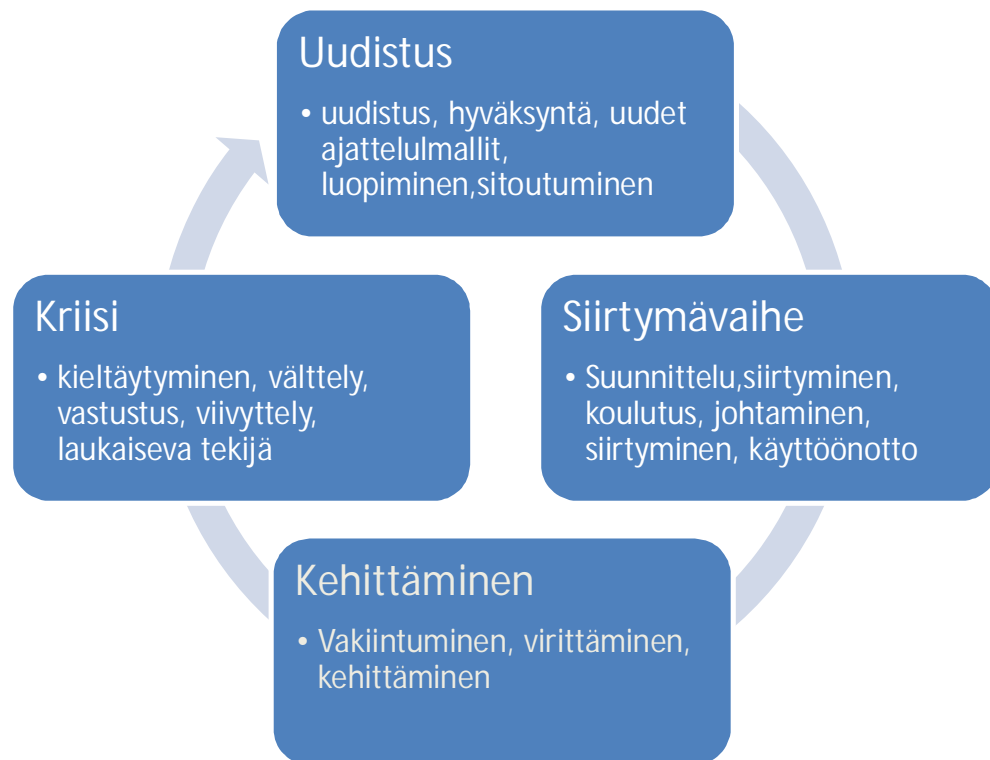 Uudistus
• uudistus, hyväksyntä, uudet
ajattelulmallit,
luopiminen,sitoutuminen
Siirtymävaihe
• Suunnittelu,siirtyminen,
koulutus, johtaminen,
siirtyminen, käyttöönotto
Kehittäminen
• Vakiintuminen, virittäminen,
kehittäminen
Kriisi
• kieltäytyminen, välttely,
vastustus, viivyttely,
laukaiseva tekijä